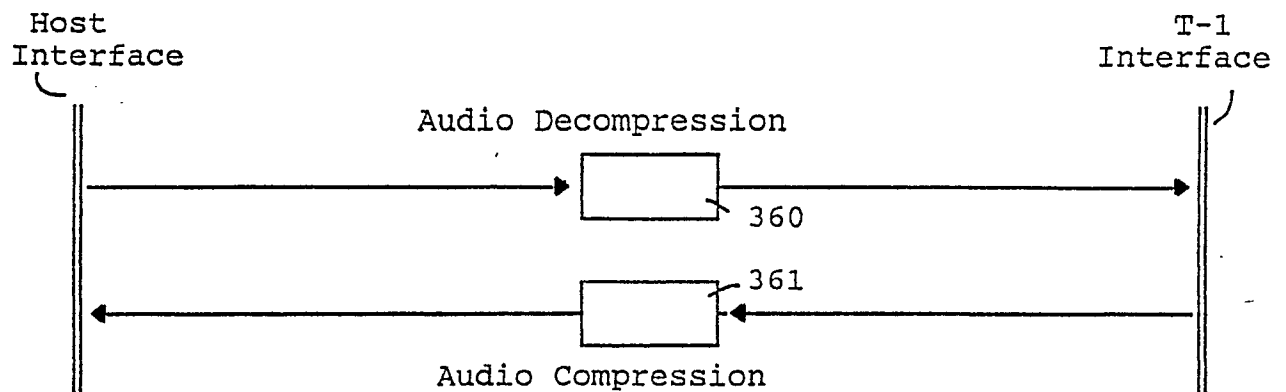 Host
Interface
T-1
Interface
Audio Decompression
360
361
Audio Compression